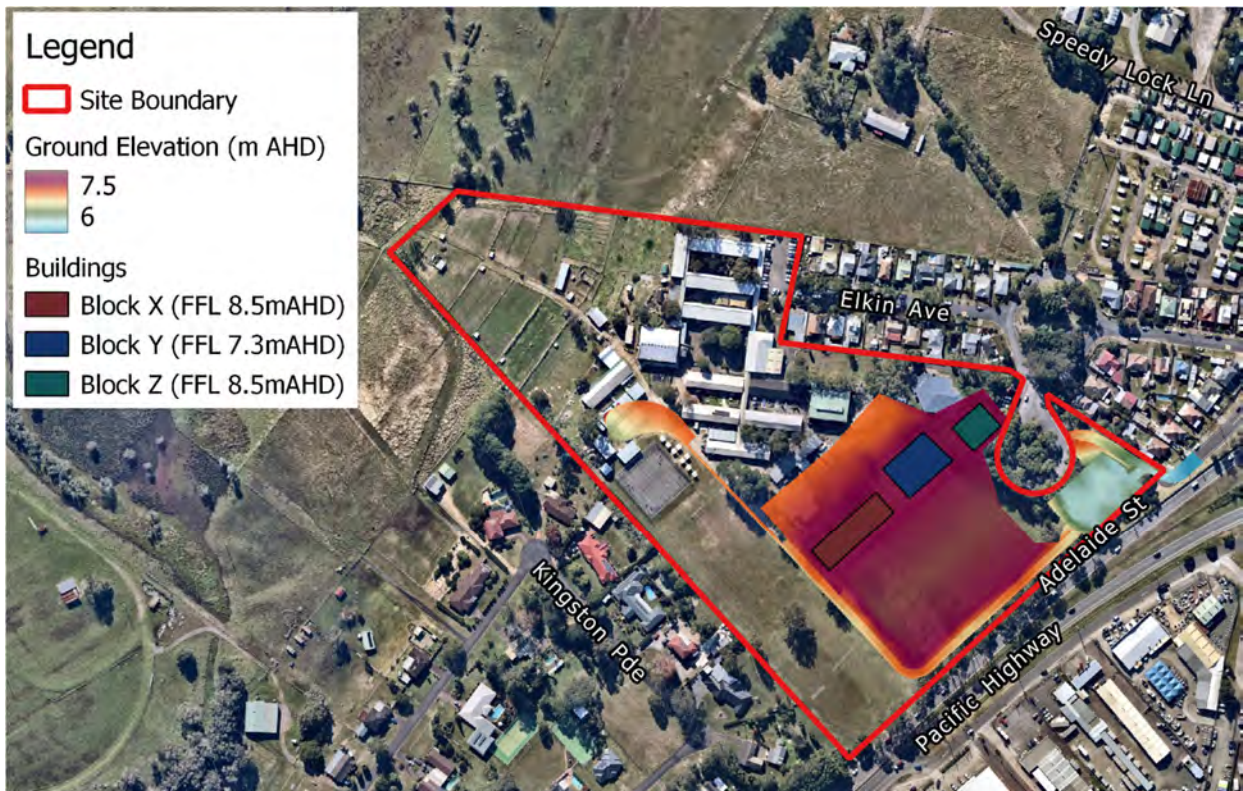 Legend
Site Boundary
Ground Elevation (m AHD)
7.5
6
Buildings
Block X (FFL 8.5mAHD)
Block Y (FFL 7.3mAHD)
Block Z (FFL 8.5mAHD)
Speedy Lock Ln
Elkin Ave
Kingston Pde
Adelaide St
Pacific Highway